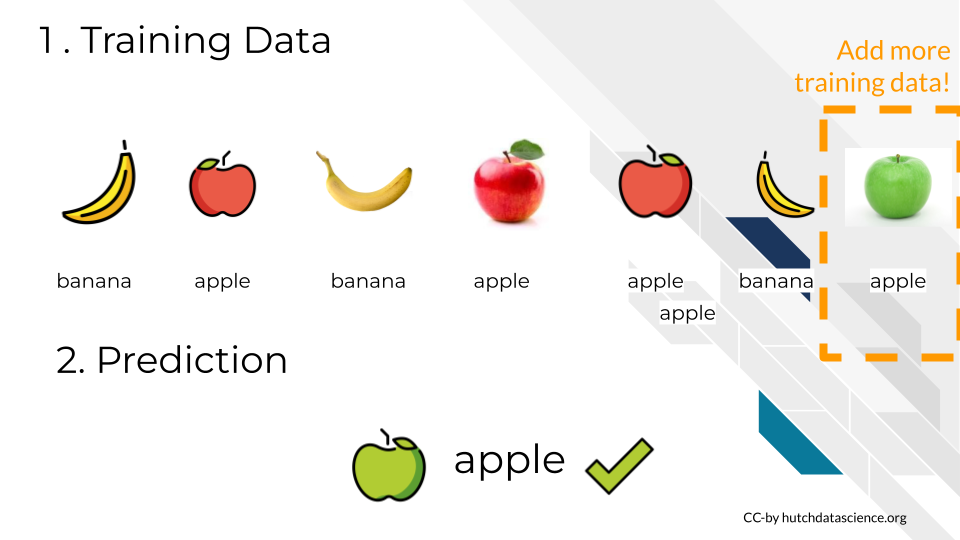 1 . Training Data
Add more
training data!
banana apple banana apple apple banana apple
apple
2. Prediction
apple
CC-by hutchdatascience.org